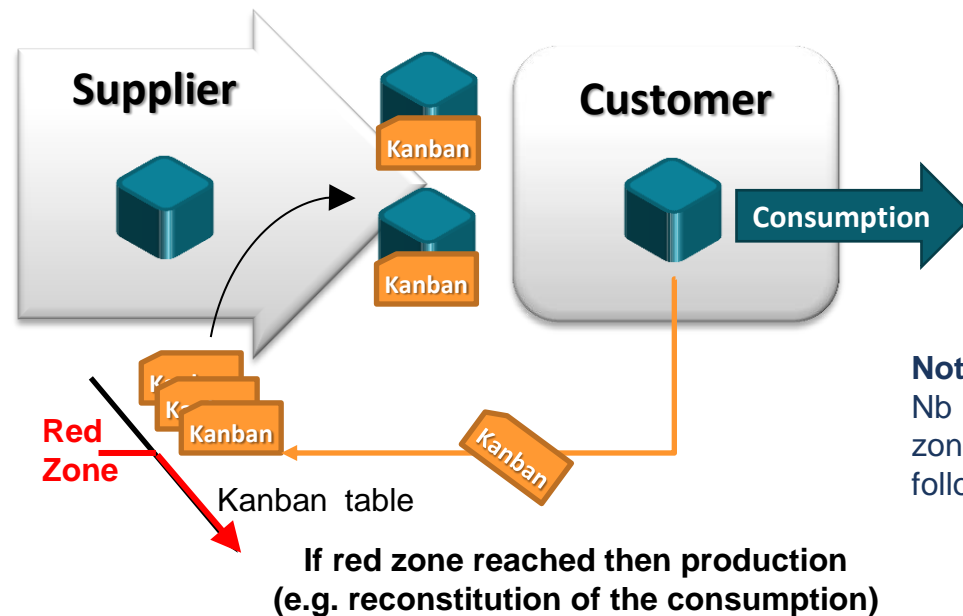 Supplier
Kanban
Kanban
Customer
Consumption
Kanban
Kanban
Red
Zone
Kanban table
If red zone reached then production
(e.g. reconstitution of the consumption)
Nb